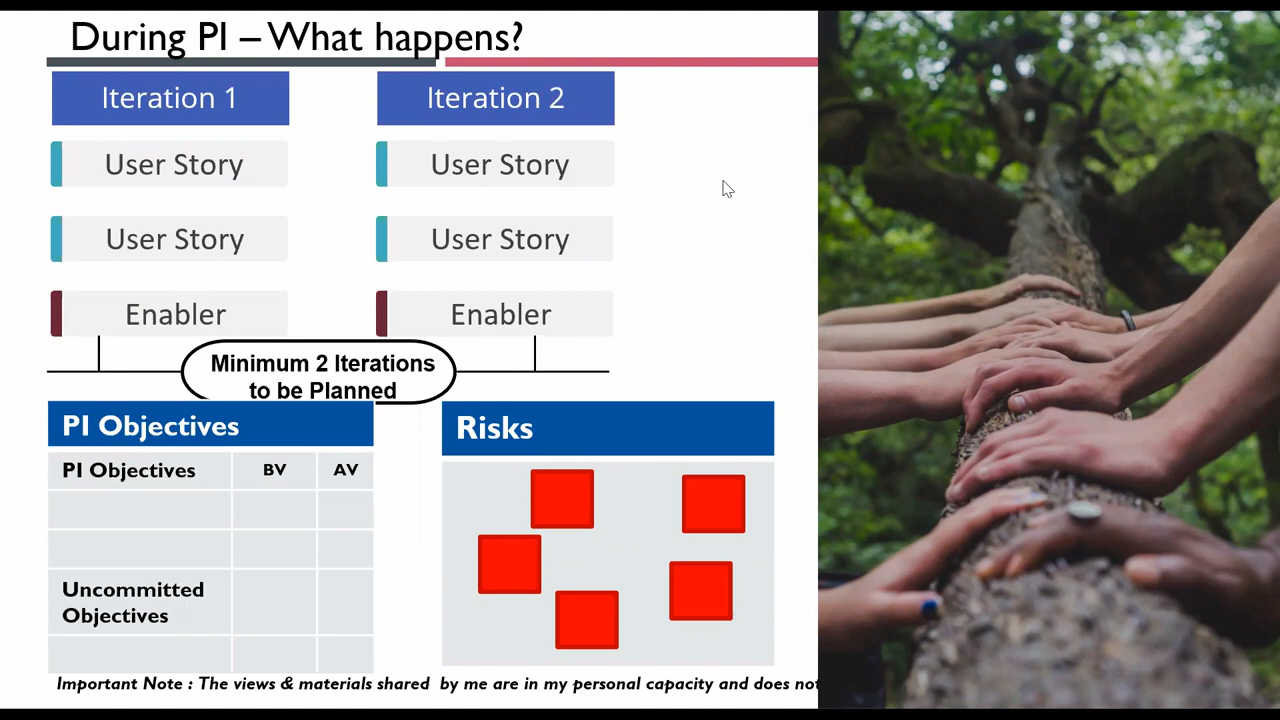 During PI – What happens?
Iteration 1
Iteration 2
User Story
User Story
User Story
User Story
Enabler
Enabler
Minimum 2 Iterations
to be Planned
PI Objectives
Risks
PI Objectives BV AV
Uncommitted
Objectives
Important Note : The views & materials shared by me are in my personal capacity and does not